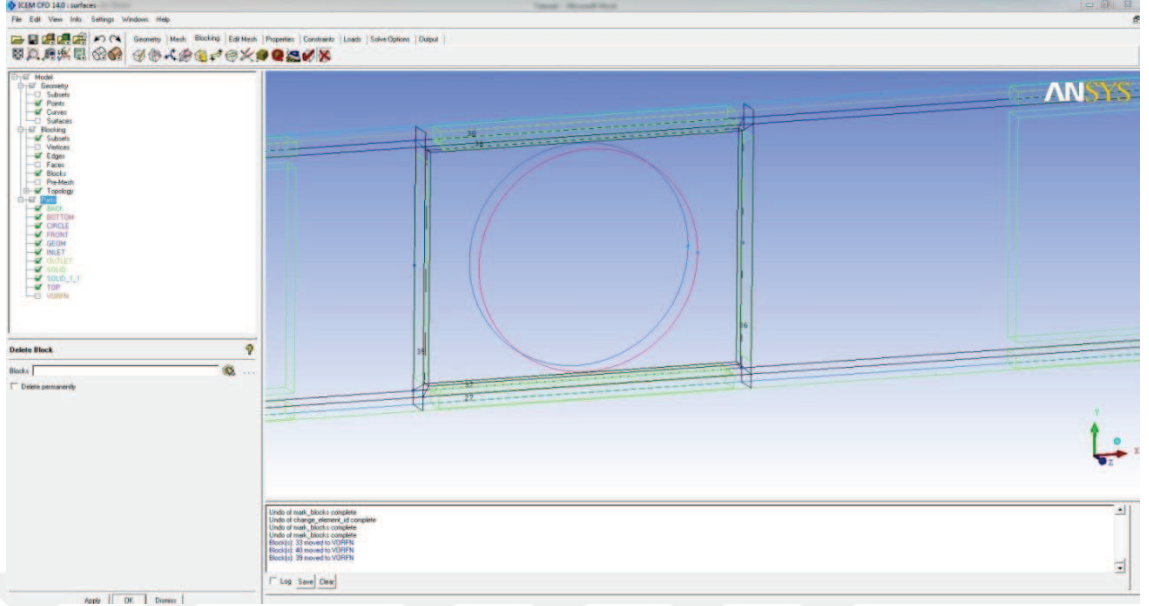 ICEM CFD 14.0 : surfaces
File Edit View Info Settings Windows Help
Geometry Mesh Blocking Edit Mesh Properties Constraints Loads Solve Options Output
Model
Geometry
Subsets
Points
Curves
Surfaces
Blocking
Subsets
Vertices
Edges
Faces
Blocks
Pre-Mesh
Topology
Parts
BACK
BOTTOM
CIRCLE
FRONT
GEOM
INLET
OUTLET
SOLID
SOLID_1_1
TOP
VORFN
Delete Block
Blocks
Delete permanently
Apply OK Dismiss
ANSYS
36
27
Y
X
Z
Undo of mark_blocks complete
Undo of change_element_id complete
Undo of mark_blocks complete
Undo of mark_blocks complete
Block(s): 33 moved to VORFN
Block(s): 40 moved to VORFN
Block(s): 39 moved to VORFN
Log Save Clear